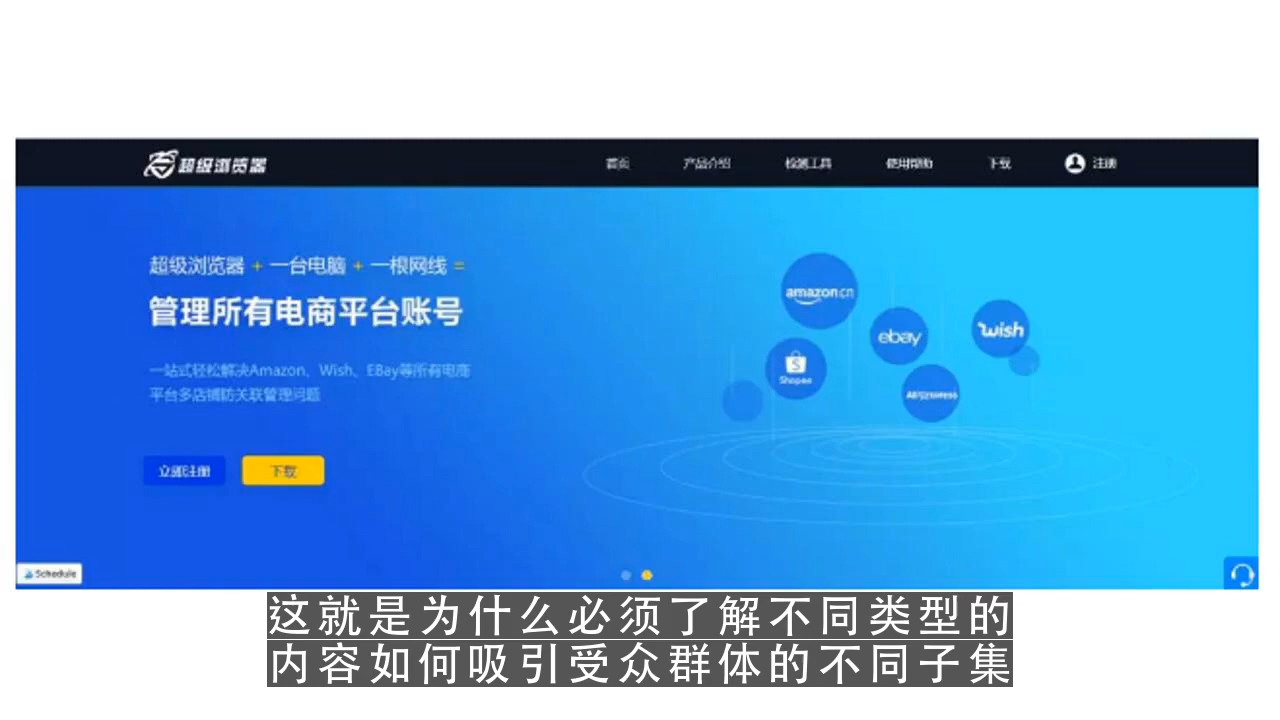 超级浏览器
首页 产品介绍 检测工具 使用帮助 下载 注册
超级浏览器 + 一台电脑 + 一根网线 =
管理所有电商平台账号
一站式轻松解决Amazon、Wish、EBay等所有电商
平台多店铺防关联管理问题
立即注册 下载
amazon.cn
ebay
wish
Shopee
AliExpress
Schedule
这就是为什么必须了解不同类型的
内容如何吸引受众群体的不同子集